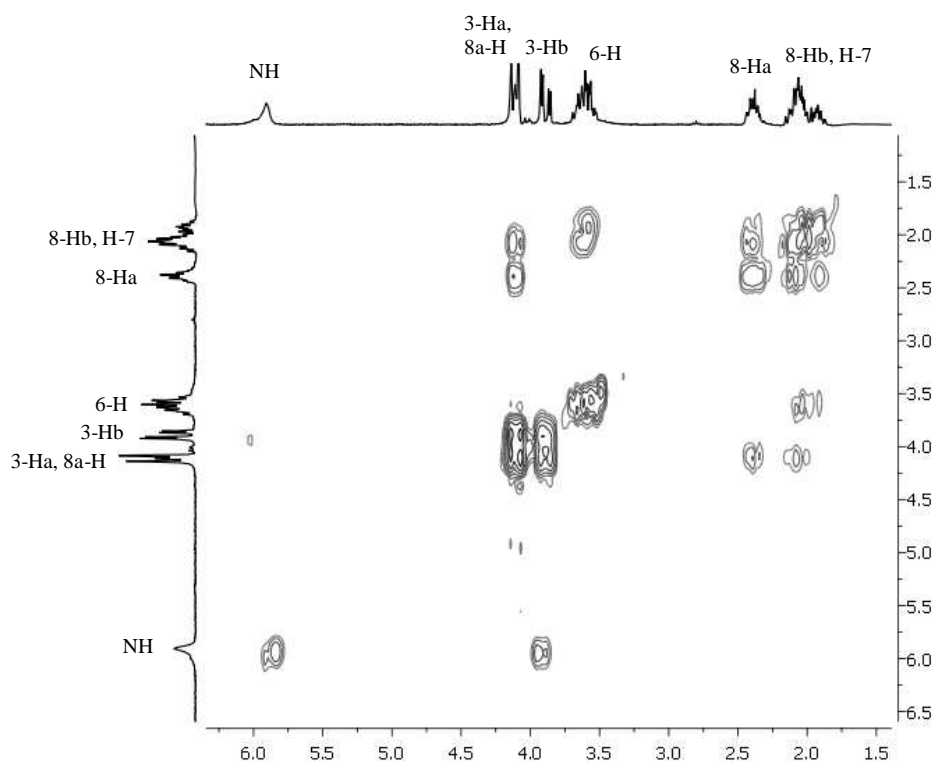 3-Ha,
8a-H
3-Hb
6-H
NH
8-Ha
8-Hb, H-7
8-Hb, H-7
8-Ha
6-H
3-Hb
3-Ha, 8a-H
NH
1.5
2.0
2.5
3.0
3.5
4.0
4.5
5.0
5.5
6.0
6.5
6.0 5.5 5.0 4.5 4.0 3.5 3.0 2.5 2.0 1.5